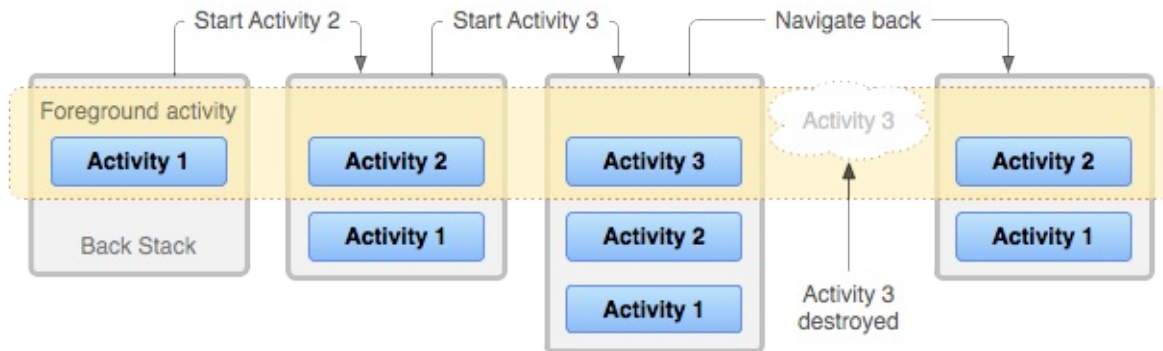 Start Activity 2
Start Activity 3
Navigate back
Foreground activity
Activity 1
Back Stack
Activity 2
Activity 1
Activity 3
Activity 2
Activity 1
Activity 3
Activity 3
destroyed
Activity 2
Activity 1